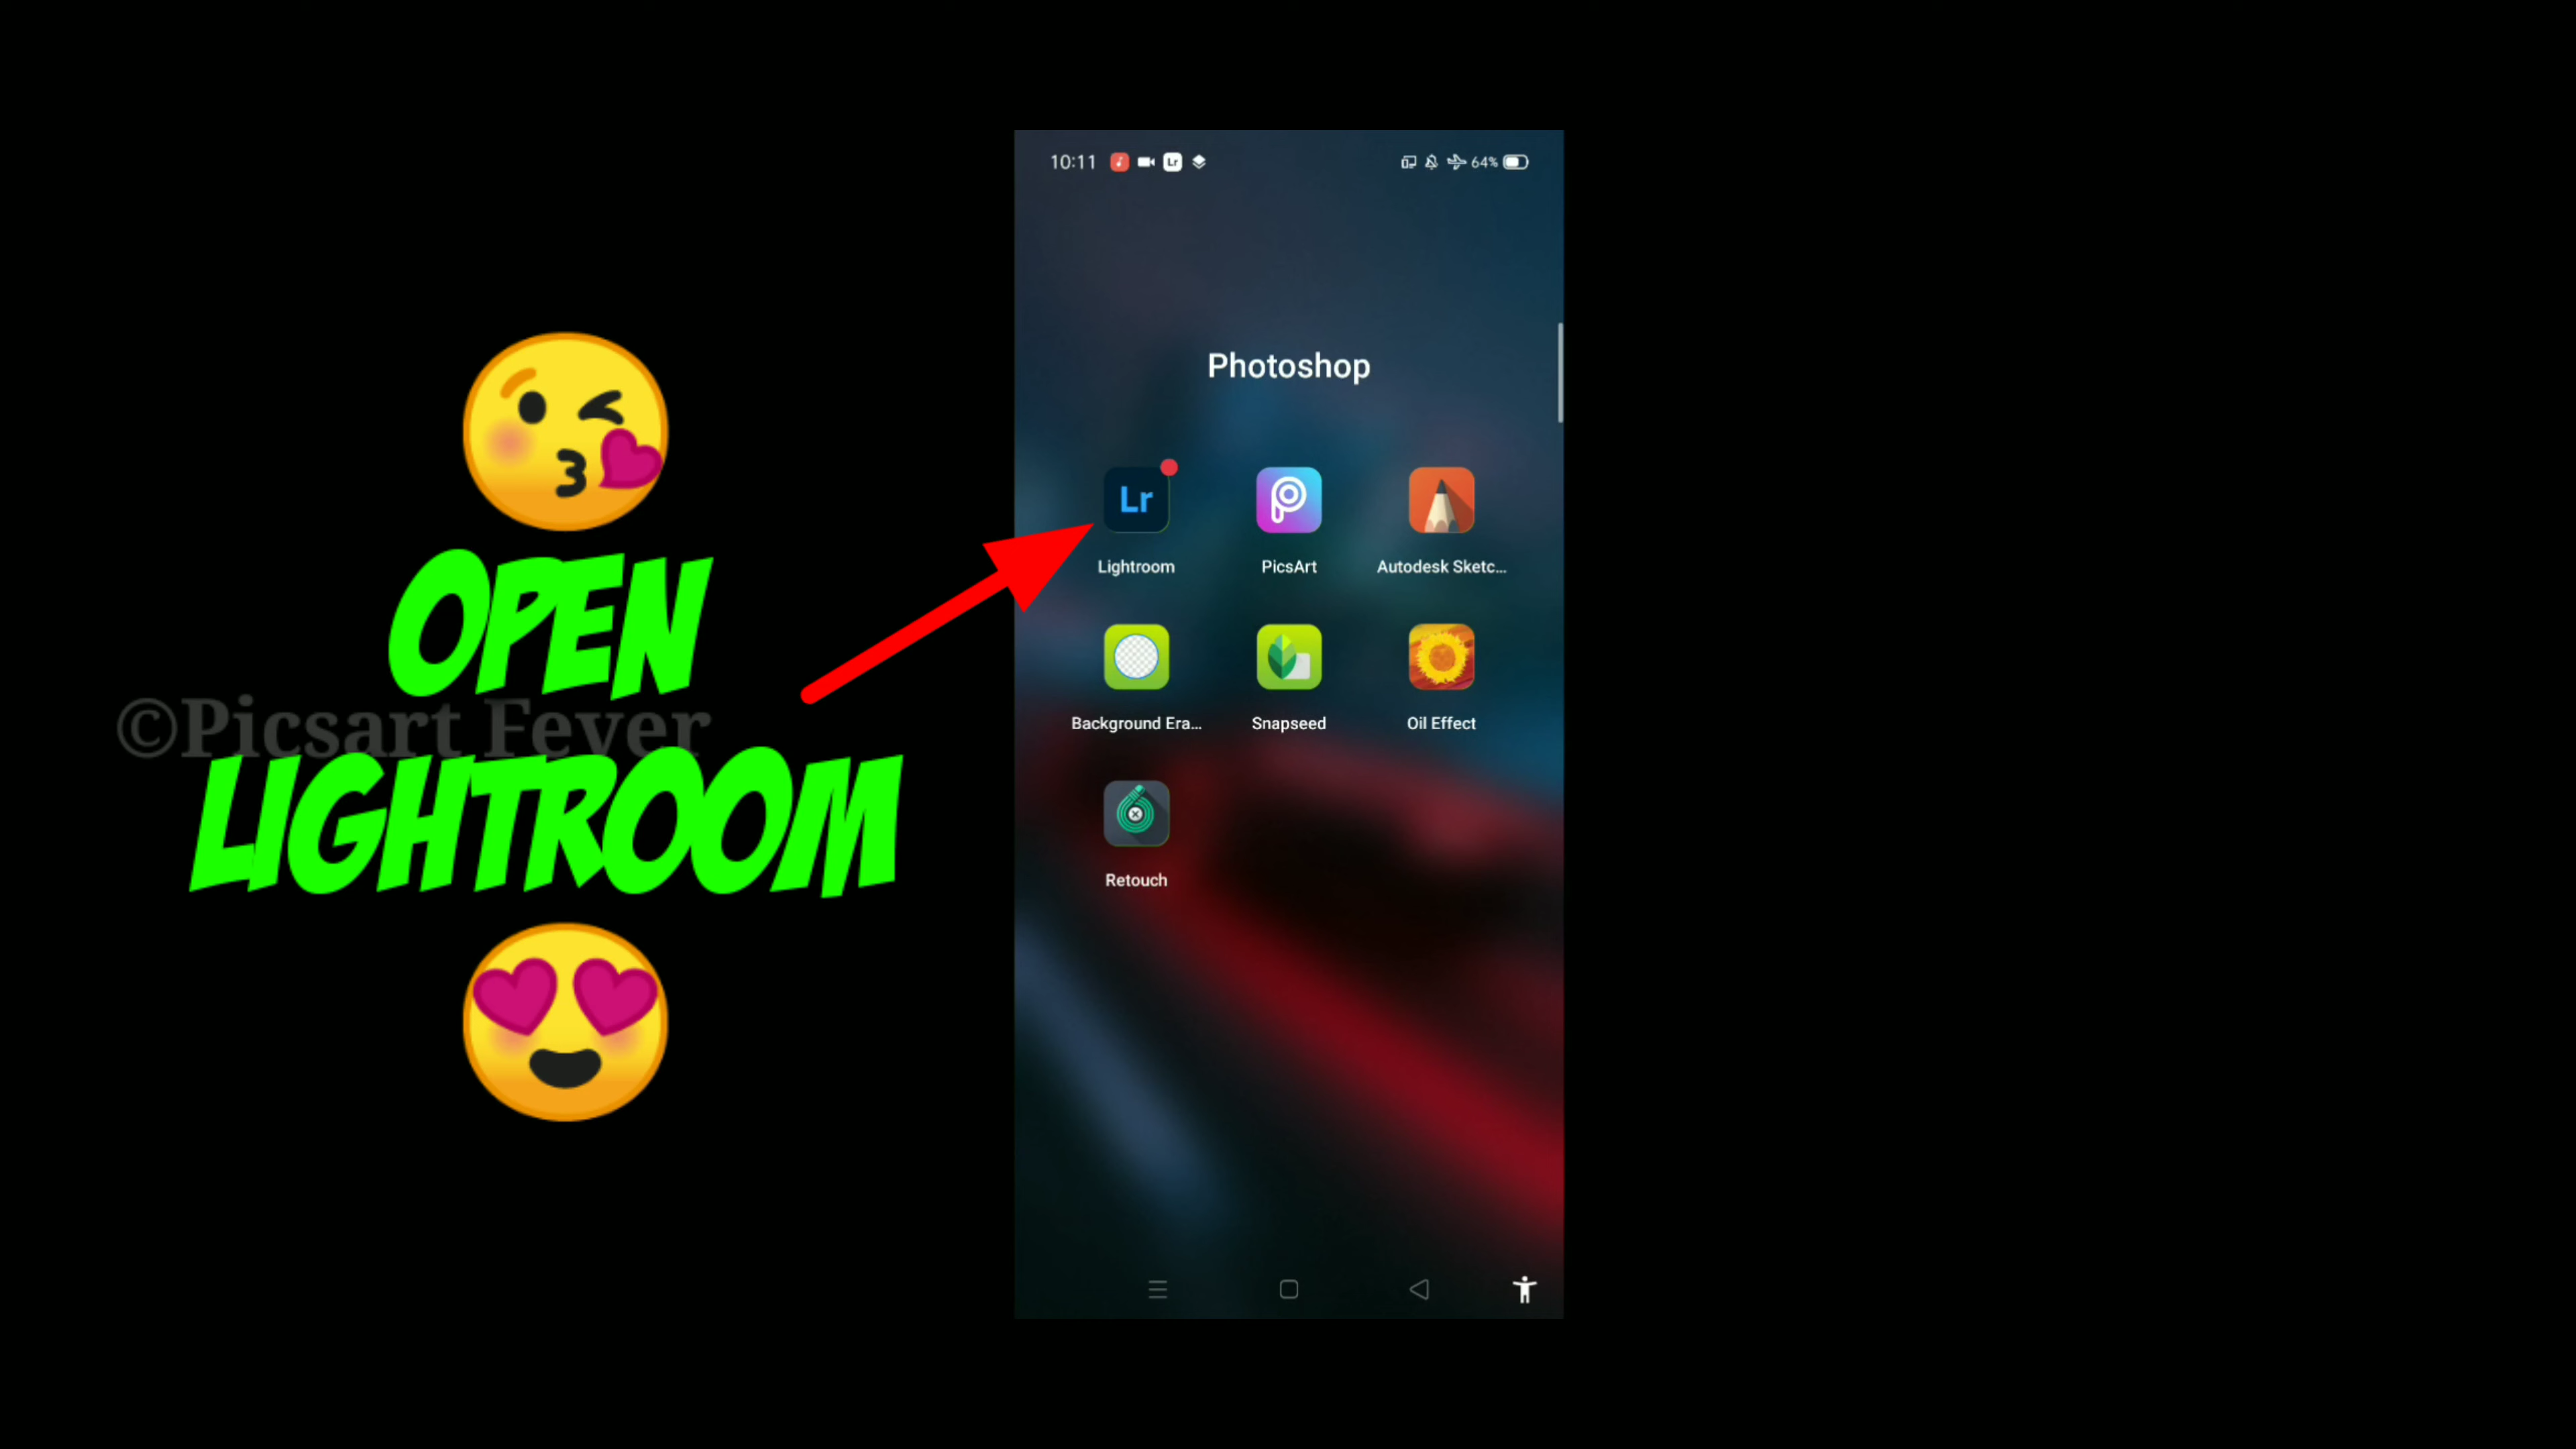 OPEN
©Picsart Fever
LIGHTROOM
10:11 Lr 64%
Photoshop
Lr
Lightroom PicsArt Autodesk Sketc...
Background Era... Snapseed Oil Effect
Retouch